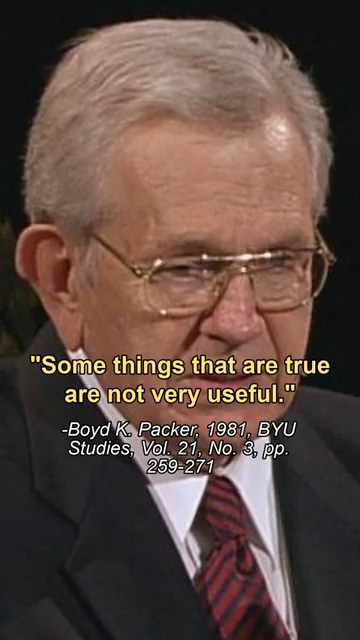 "Some things that are true
are not very useful."
-Boyd K. Packer, 1981, BYU
Studies, Vol. 21, No. 3, pp.
259-271